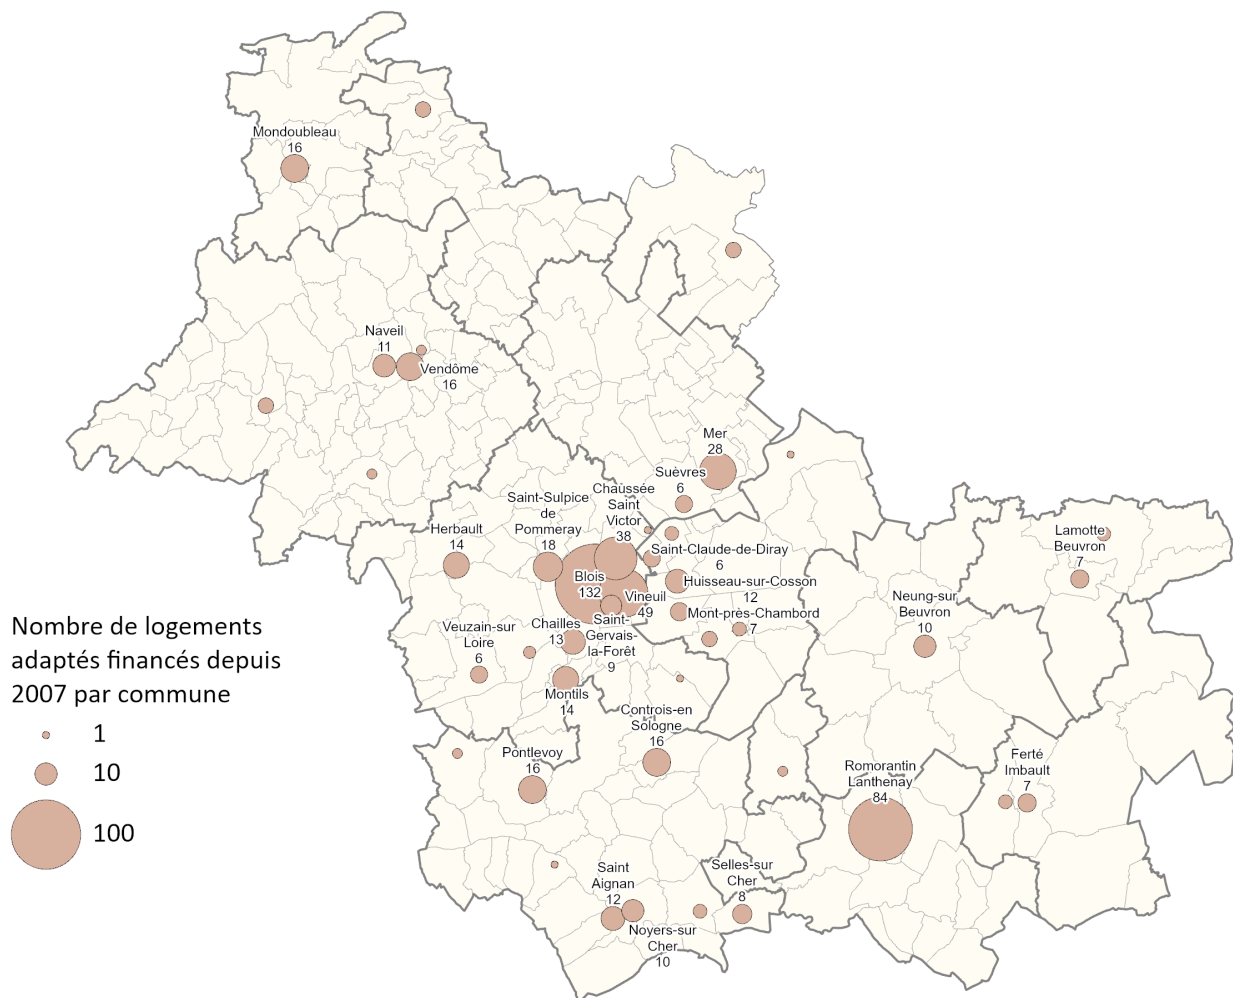 Mondoubleau
16
Naveil
11
Vendôme
16
Mer
28
Suèvres
6
Chaussée
Saint
Victor
38
Saint-Sulpice
de
Pommeray
18
Herbault
14
Saint-Claude-de-Diray
6
Huisseau-sur-Cosson
12
Blois
132
Vineuil
49
Mont-près-Chambord
7
Lamotte
Beuvron
7
Neung-sur
Beuvron
10
Nombre de logements
adaptés financés depuis
2007 par commune
1
10
100
Veuzain-sur
Loire
6
Chailles
13
Saint-
Gervais-
la-Forêt
9
Montils
14
Controis-en
Sologne
16
Pontlevoy
16
Romorantin
Lanthenay
84
Ferté
Imbault
7
Saint
Aignan
12
Noyers-sur
Cher
10
Selles-sur
Cher
8